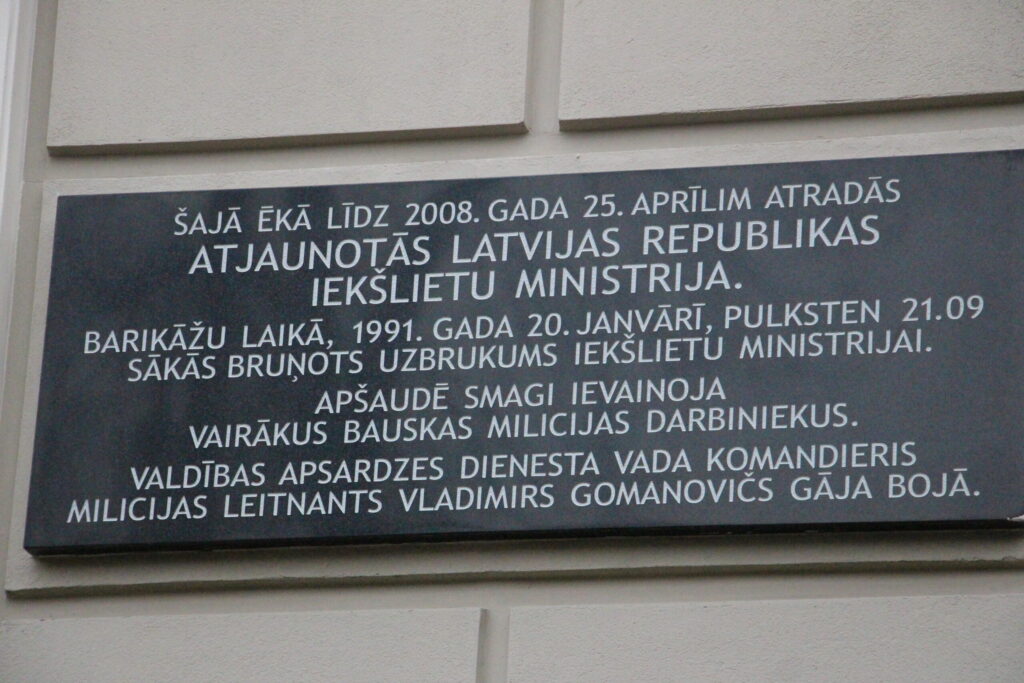 ŠAJĀ ĒKĀ LĪDZ 2008. GADA 25. APRĪLIM ATRADĀS
ATJAUNOTĀS LATVIJAS REPUBLIKAS
IEKŠLIETU MINISTRIJA.
BARIKĀŽU LAIKĀ, 1991. GADA 20. JANVĀRĪ, PULKSTEN 21.09
SĀKĀS BRUŅOTS UZBRUKUMS IEKŠLIETU MINISTRIJAI.
APŠAUDĒ SMAGI IEVAINOJA
VAIRĀKUS BAUSKAS MILICIJAS DARBINIEKUS.
VALDĪBAS APSARDZES DIENESTA VADA KOMANDIERIS
MILICIJAS LEITNANTS VLADIMIRS GOMANOVIČS GĀJA BOJĀ.